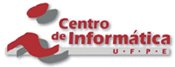 Centro
de Informática
U · F · P · E